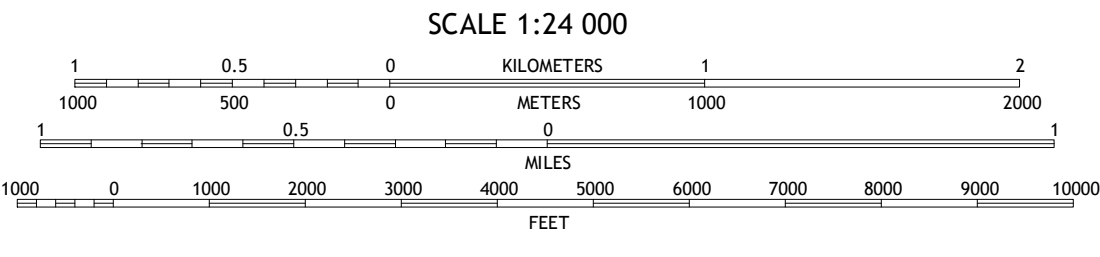 SCALE 1:24 000
1 0.5 0 KILOMETERS 1 2
1000 500 0 METERS 1000 2000
1 0.5 0 1
MILES
1000 0 1000 2000 3000 4000 5000 6000 7000 8000 9000 10000
FEET